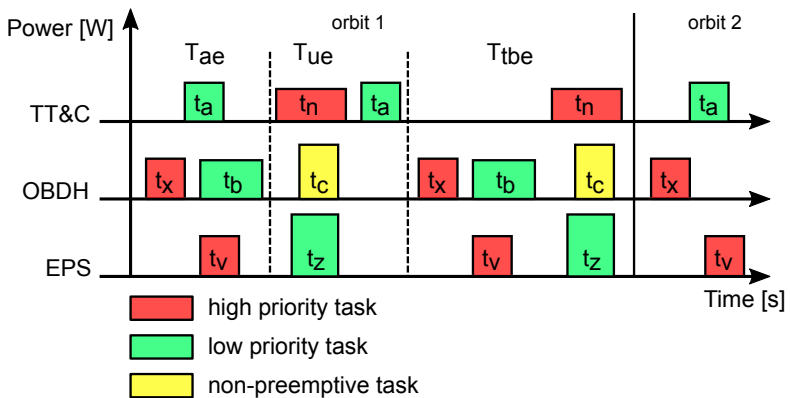 orbit 1
orbit 2
Power [W]
Tae
Tue
Ttbe
TT&C
ta
tn
ta
tn
ta
OBDH
tx
tb
tc
tx
tb
tc
tx
EPS
tv
tz
tv
tz
tv
Time [s]
high priority task
low priority task
non-preemptive task